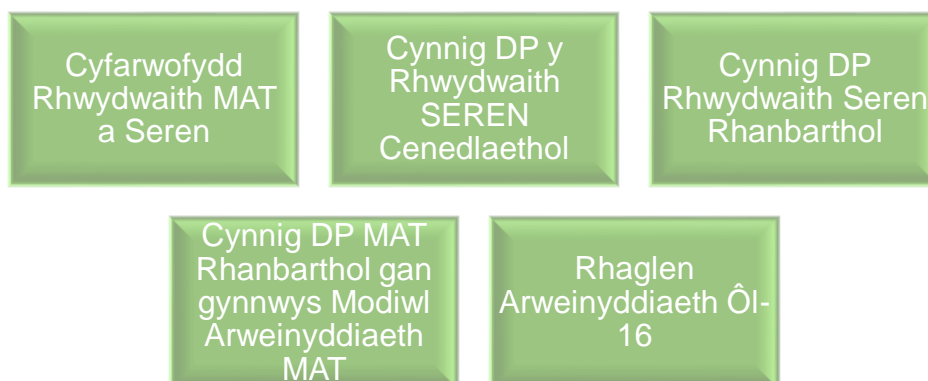 Cyfarwofydd
Rhwydwaith MAT
a Seren
Cynnig DP y
Rhwydwaith
SEREN
Cenedlaethol
Cynnig DP
Rhwydwaith Seren
Rhanbarthol
Cynnig DP MAT
Rhanbarthol gan
gynnwys Modiwl
Arweinyddiaeth
MAT
Rhaglen
Arweinyddiaeth Ôl-
16